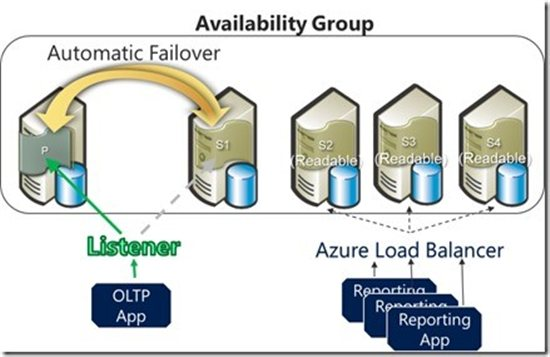 Availability Group
Automatic Failover
P
S1
S2
(Readable)
S3
(Readable)
S4
(Readable)
Listener
Azure Load Balancer
OLTP
App
Reporting
Reporting
Reporting
App